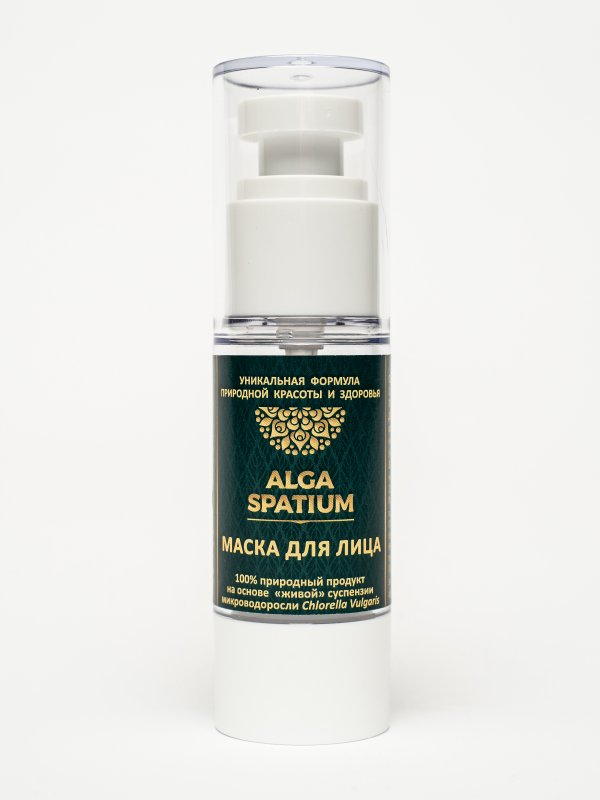 УНИКАЛЬНАЯ ФОРМУЛА
ПРИРОДНОЙ КРАСОТЫ И ЗДОРОВЬЯ
ALGA
SPATIUM
МАСКА ДЛЯ ЛИЦА
100% природный продукт
на основе «живой» суспензии
микроводоросли Chlorella Vulgaris